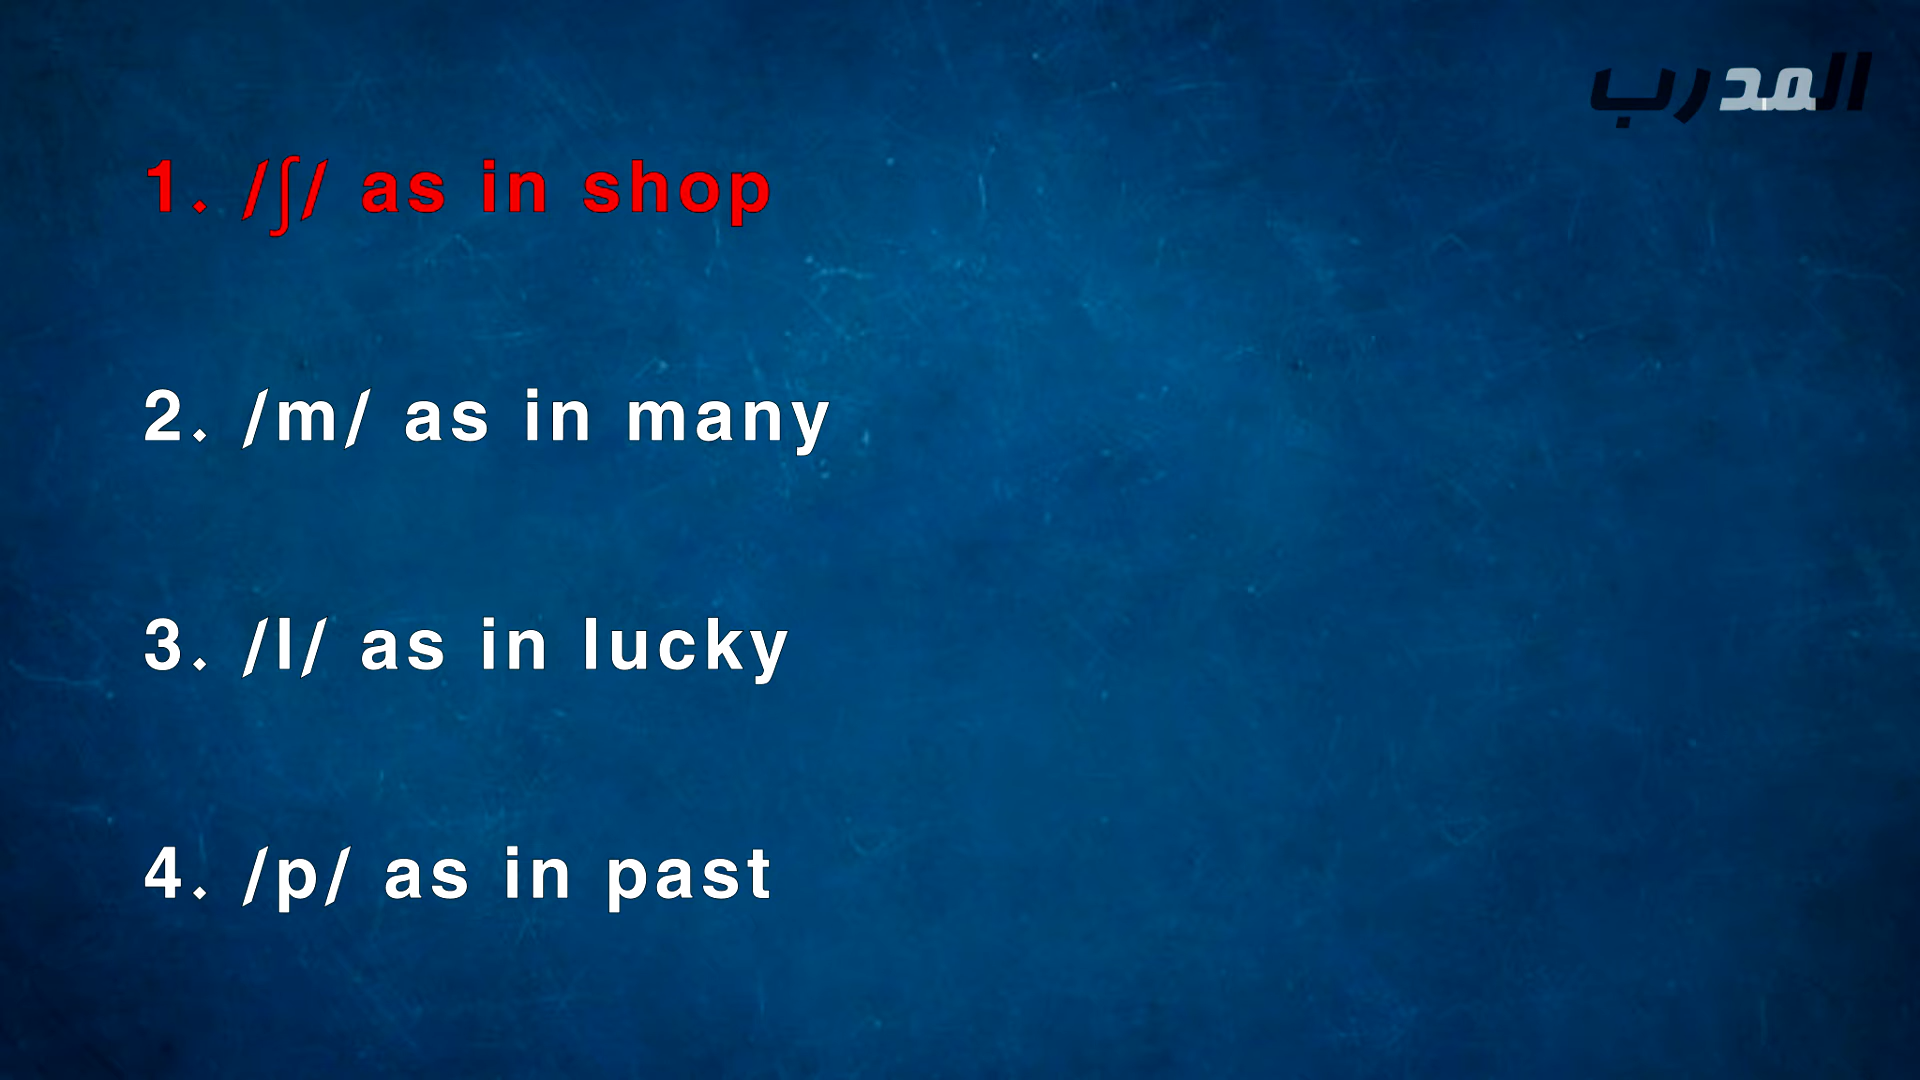 المدرب
1. /ʃ/ as in shop
2. /m/ as in many
3. /l/ as in lucky
4. /p/ as in past